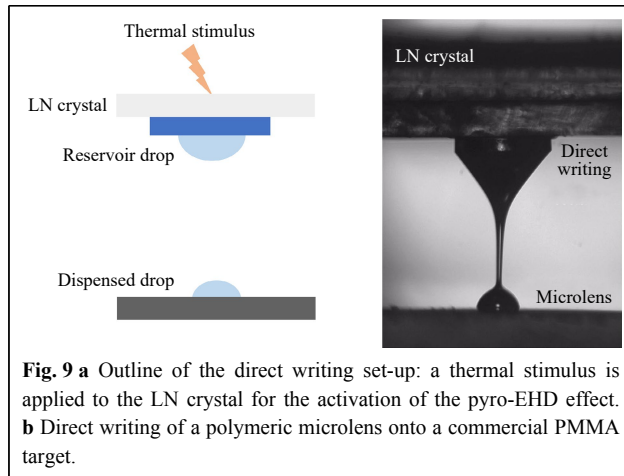 Thermal stimulus
LN crystal
Reservoir drop
Dispensed drop
LN crystal
Direct
writing
Microlens
Fig. 9 a Outline of the direct writing set-up: a thermal stimulus is
applied to the LN crystal for the activation of the pyro-EHD effect.
b Direct writing of a polymeric microlens onto a commercial PMMA
target.